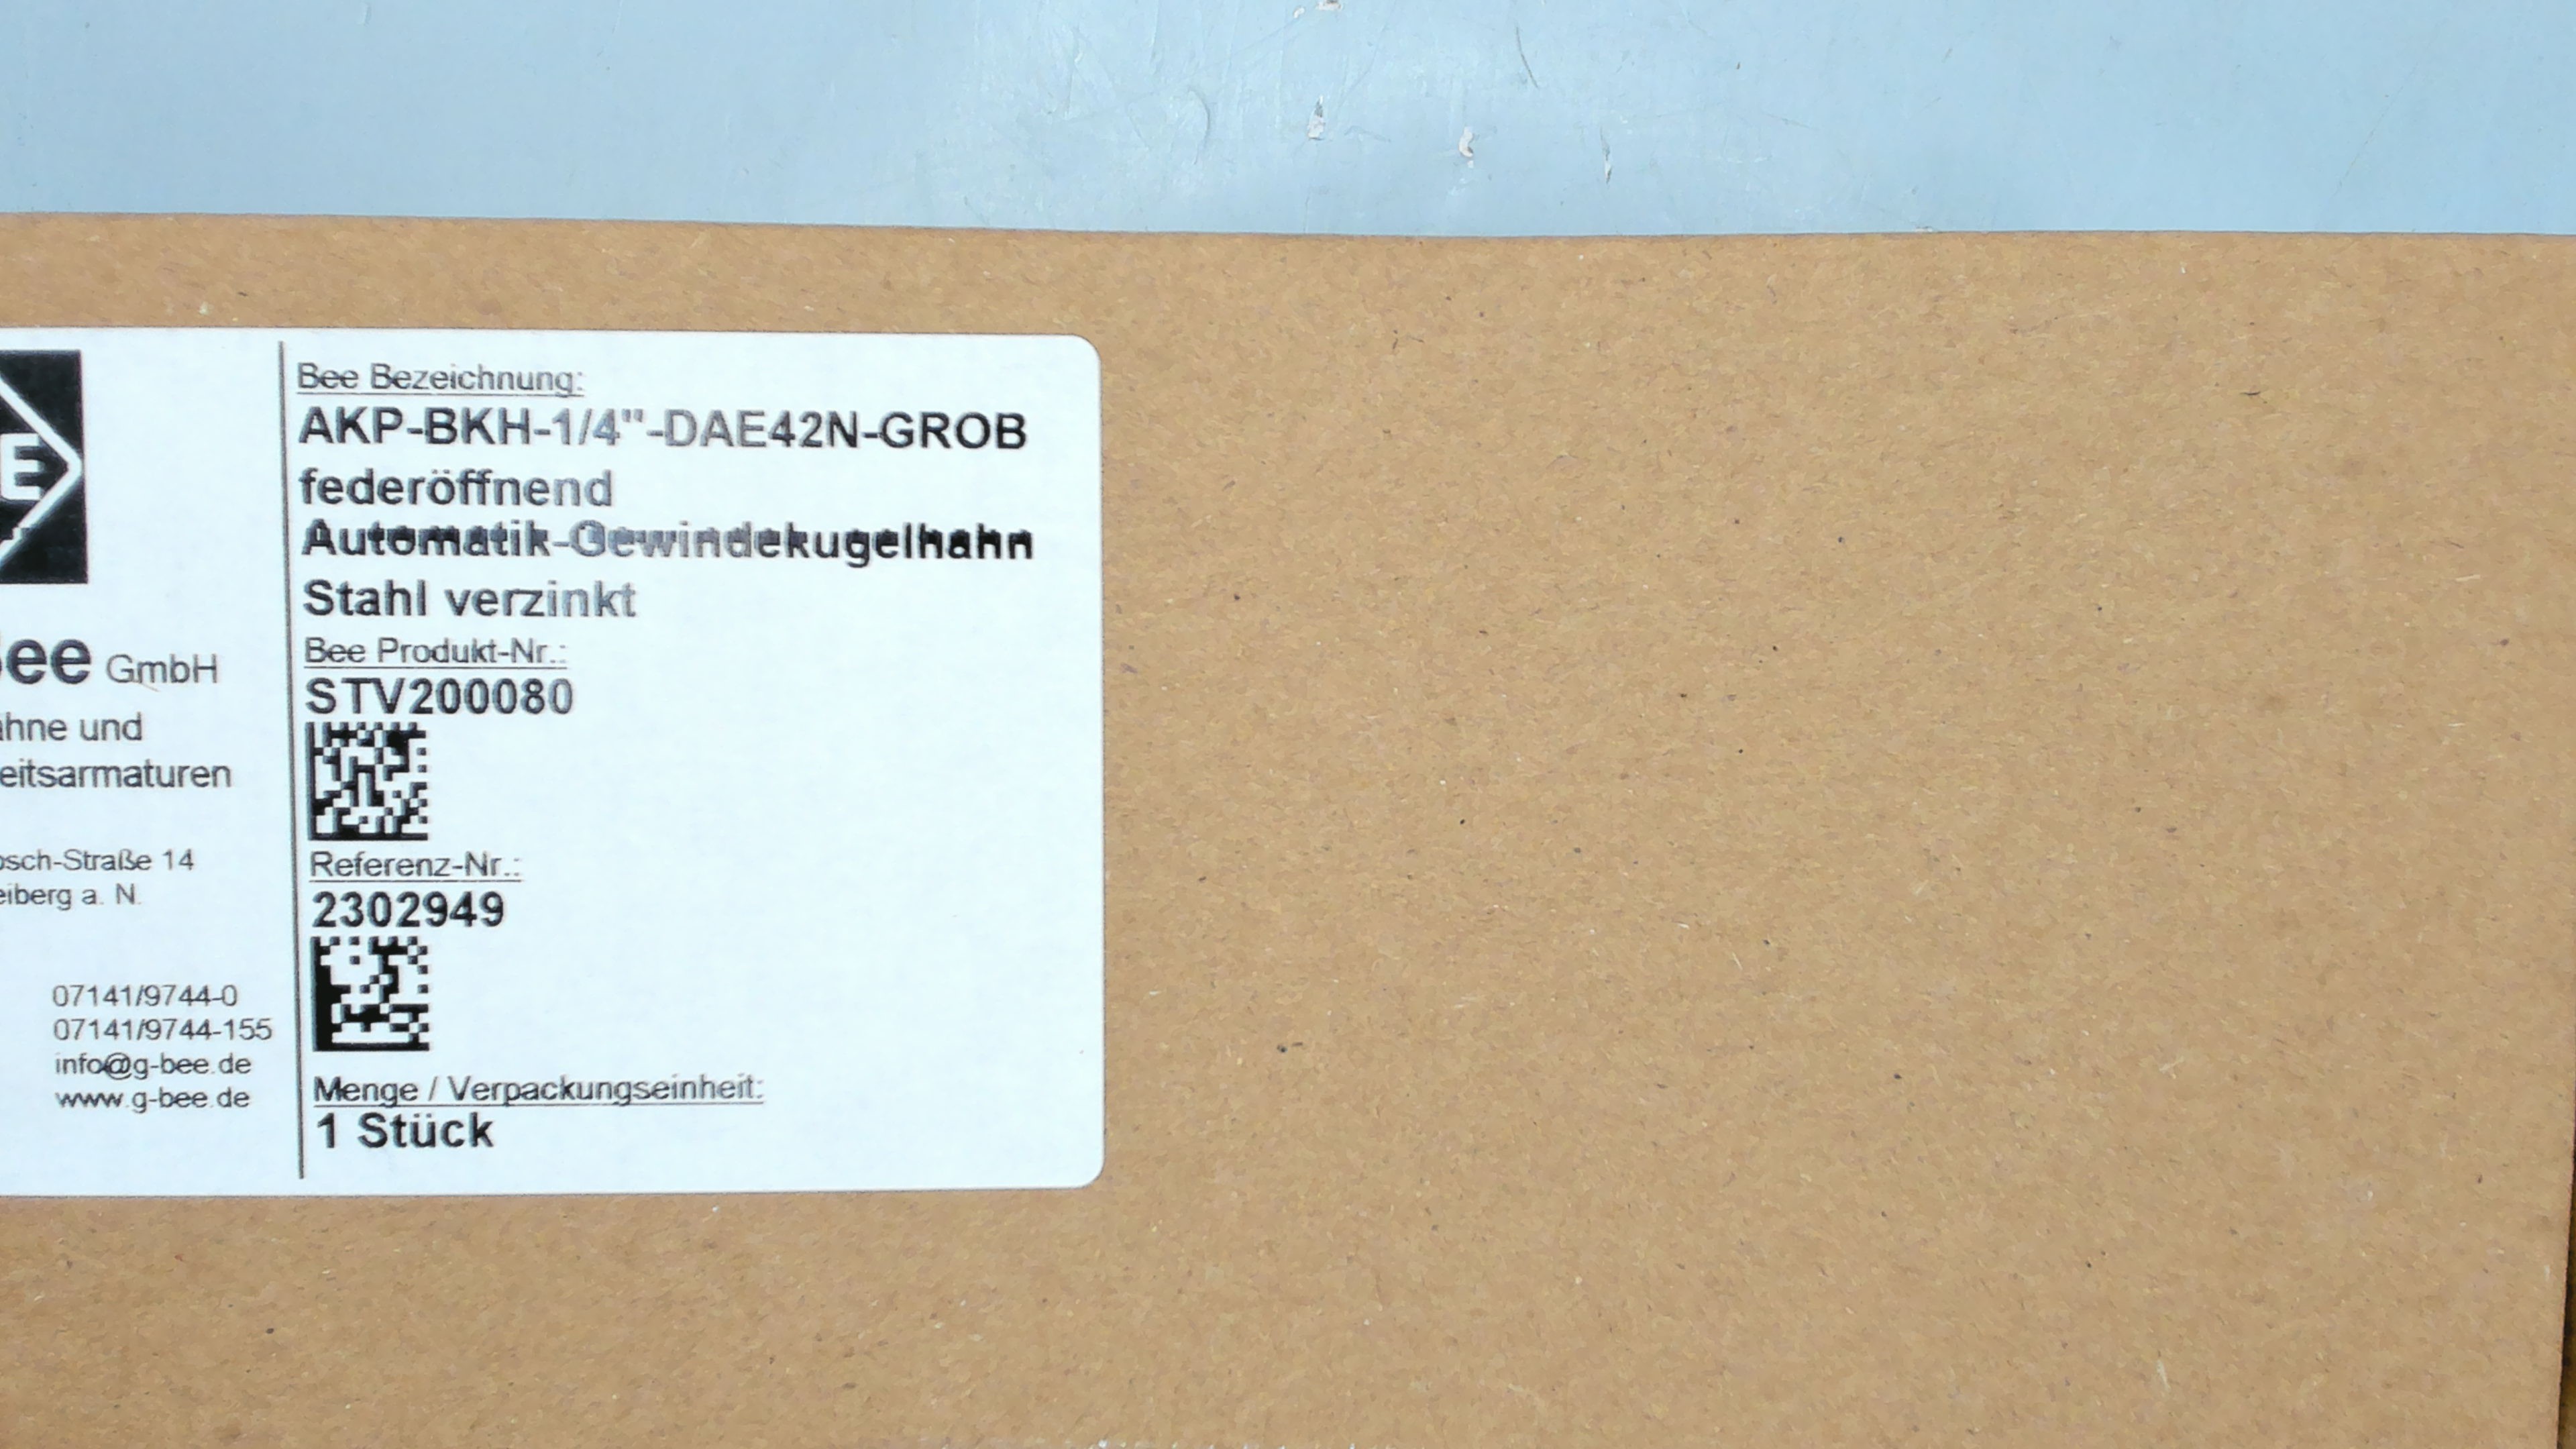 E
ee GmbH
hne und
eitsarmaturen
sch-Straße 14
eiberg a. N.
07141/9744-0
07141/9744-155
info@g-bee.de
www.g-bee.de
Bee Bezeichnung:
AKP-BKH-1/4"-DAE42N-GROB
federöffnend
Automatik-Gewindekugelhahn
Stahl verzinkt
Bee Produkt-Nr.:
STV200080
Referenz-Nr.:
2302949
Menge / Verpackungseinheit:
1 Stück